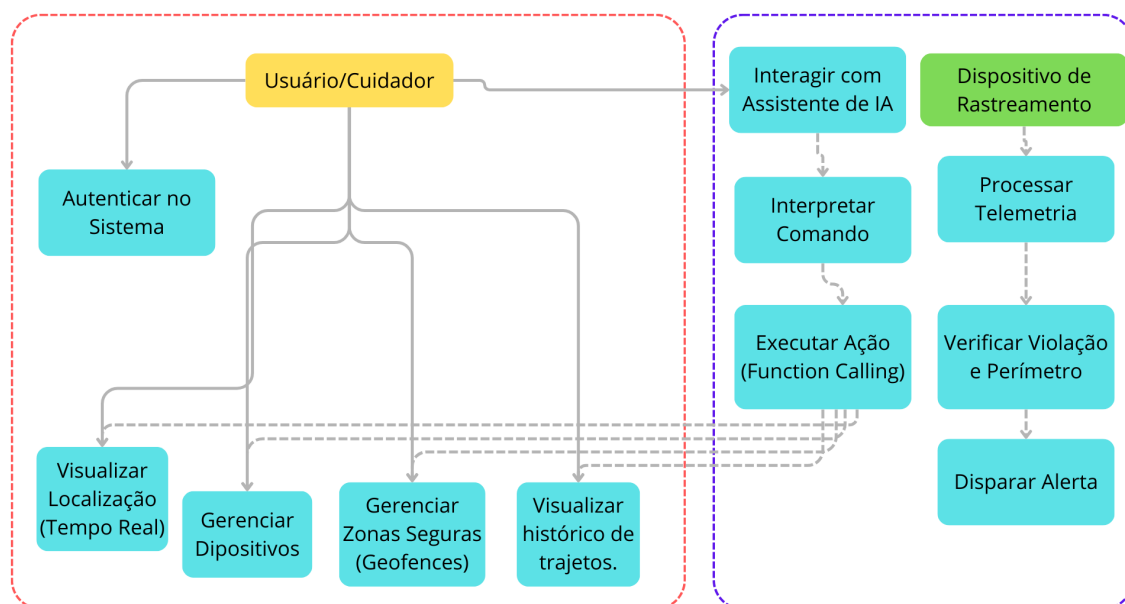 Usuário/Cuidador
Interagir com
Assistente de IA
Dispositivo de
Rastreamento
Autenticar no
Sistema
Interpretar
Comando
Processar
Telemetria
Executar Ação
(Function Calling)
Verificar Violação
e Perímetro
Visualizar
Localização
(Tempo Real)
Gerenciar
Dipositivos
Gerenciar
Zonas Seguras
(Geofences)
Visualizar
histórico de
trajetos.
Disparar Alerta